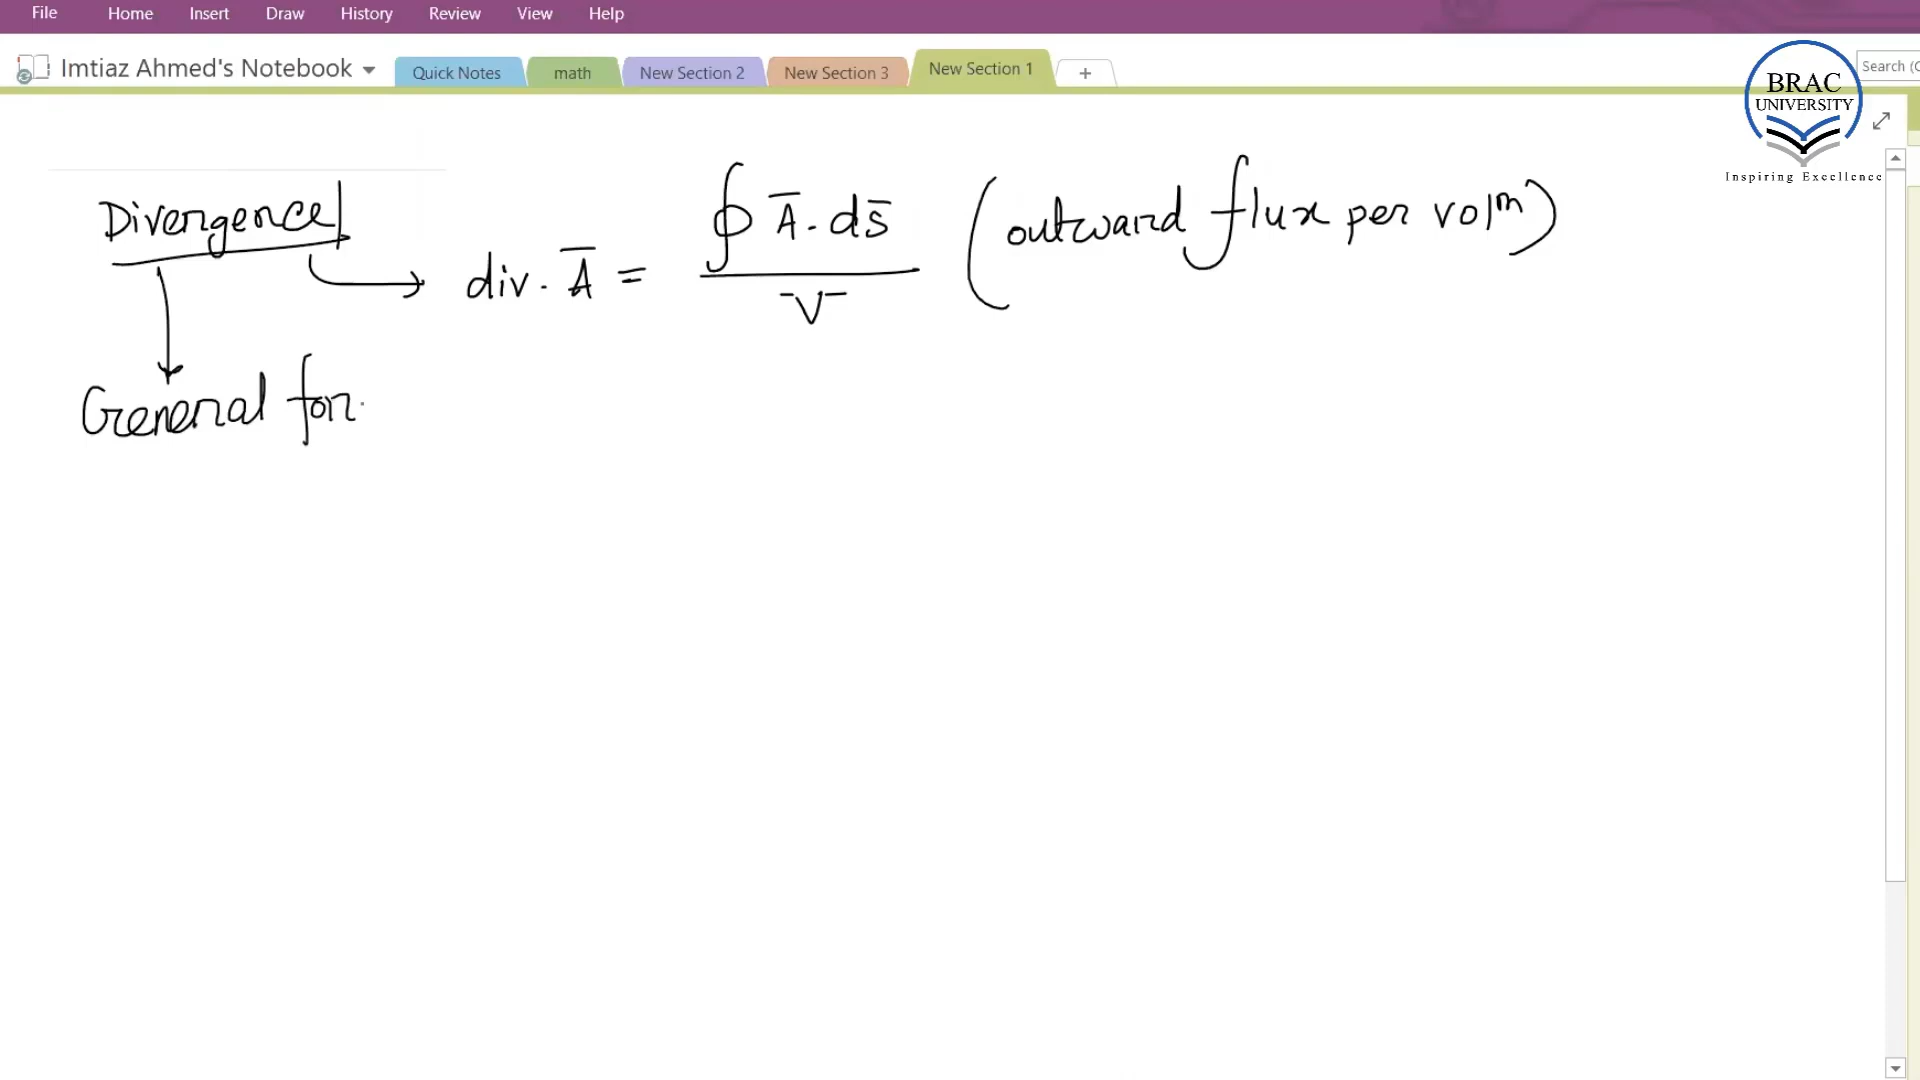 File Home Insert Draw History Review View Help
Imtiaz Ahmed's Notebook Quick Notes math New Section 2 New Section 3 New Section 1 +
Search (C
BRAC
UNIVERSITY
Inspiring Excellence
Divergence
div. A̅ = ∮ A̅ . ds̅ / V (outward flux per volᵐ)
General for